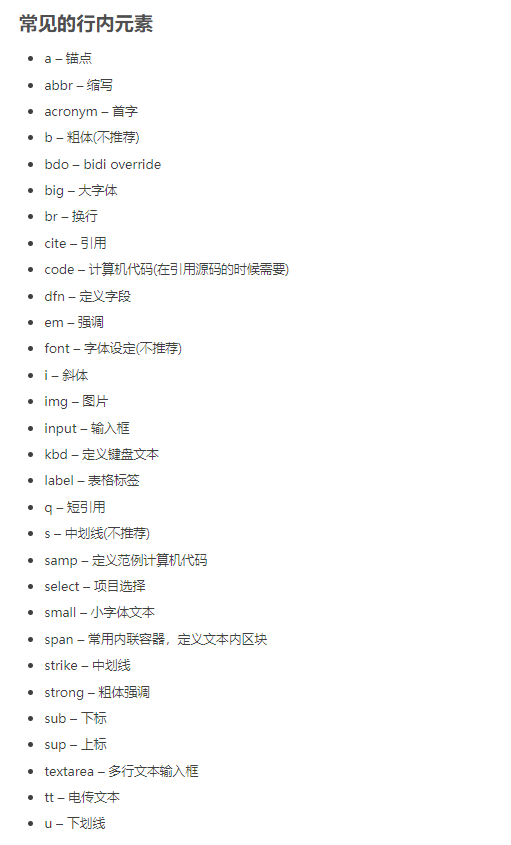 常见的行内元素
a – 锚点
abbr – 缩写
acronym – 首字
b – 粗体(不推荐)
bdo – bidi override
big – 大字体
br – 换行
cite – 引用
code – 计算机代码(在引用源码的时候需要)
dfn – 定义字段
em – 强调
font – 字体设定(不推荐)
i – 斜体
img – 图片
input – 输入框
kbd – 定义键盘文本
label – 表格标签
q – 短引用
s – 中划线(不推荐)
samp – 定义范例计算机代码
select – 项目选择
small – 小字体文本
span – 常用内联容器，定义文本内区块
strike – 中划线
strong – 粗体强调
sub – 下标
sup – 上标
textarea – 多行文本输入框
tt – 电传文本
u – 下划线